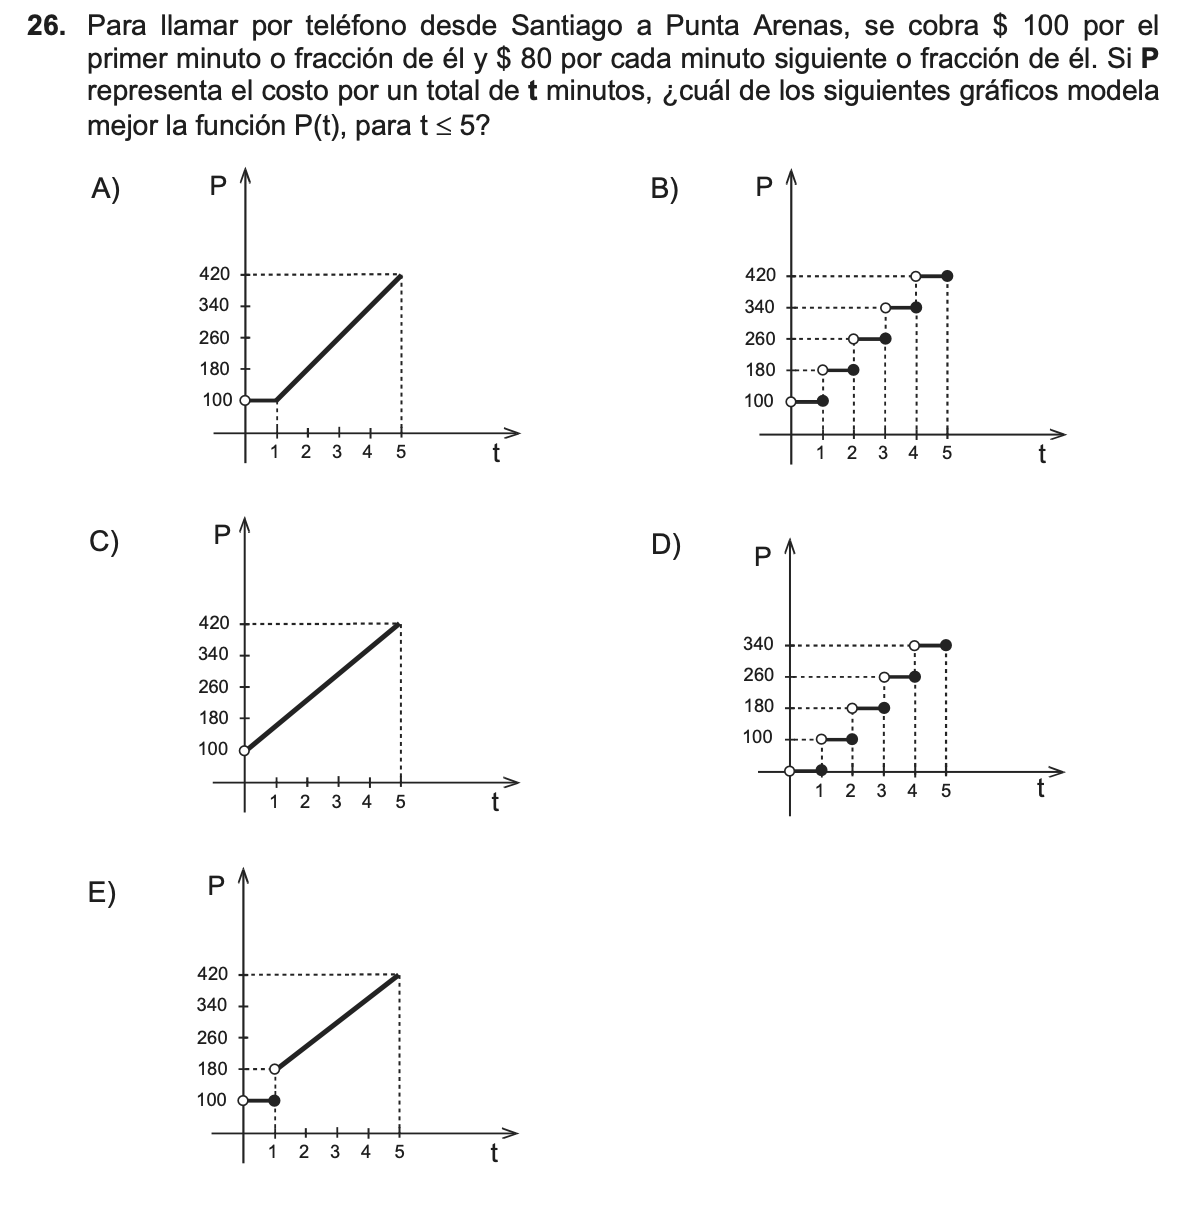 26. Para llamar por teléfono desde Santiago a Punta Arenas, se cobra $ 100 por el
primer minuto o fracción de él y $ 80 por cada minuto siguiente o fracción de él. Si P
representa el costo por un total de t minutos, ¿cuál de los siguientes gráficos modela
mejor la función P(t), para t ≤ 5?
A)
P
420
340
260
180
100
1 2 3 4 5
t
B)
P
420
340
260
180
100
1 2 3 4 5
t
C)
P
420
340
260
180
100
1 2 3 4 5
t
D)
P
340
260
180
100
1 2 3 4 5
t
E)
P
420
340
260
180
100
1 2 3 4 5
t